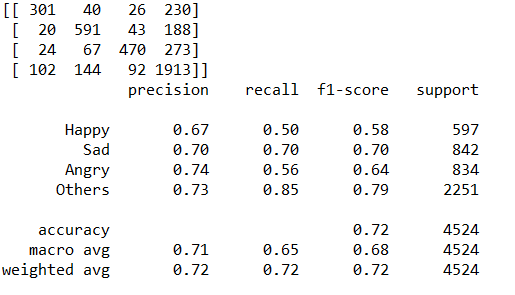 [[ 301 40 26 230]
[ 20 591 43 188]
[ 24 67 470 273]
[ 102 144 92 1913]]
precision recall f1-score support
Happy 0.67 0.50 0.58 597
Sad 0.70 0.70 0.70 842
Angry 0.74 0.56 0.64 834
Others 0.73 0.85 0.79 2251
accuracy 0.72 4524
macro avg 0.71 0.65 0.68 4524
weighted avg 0.72 0.72 0.72 4524